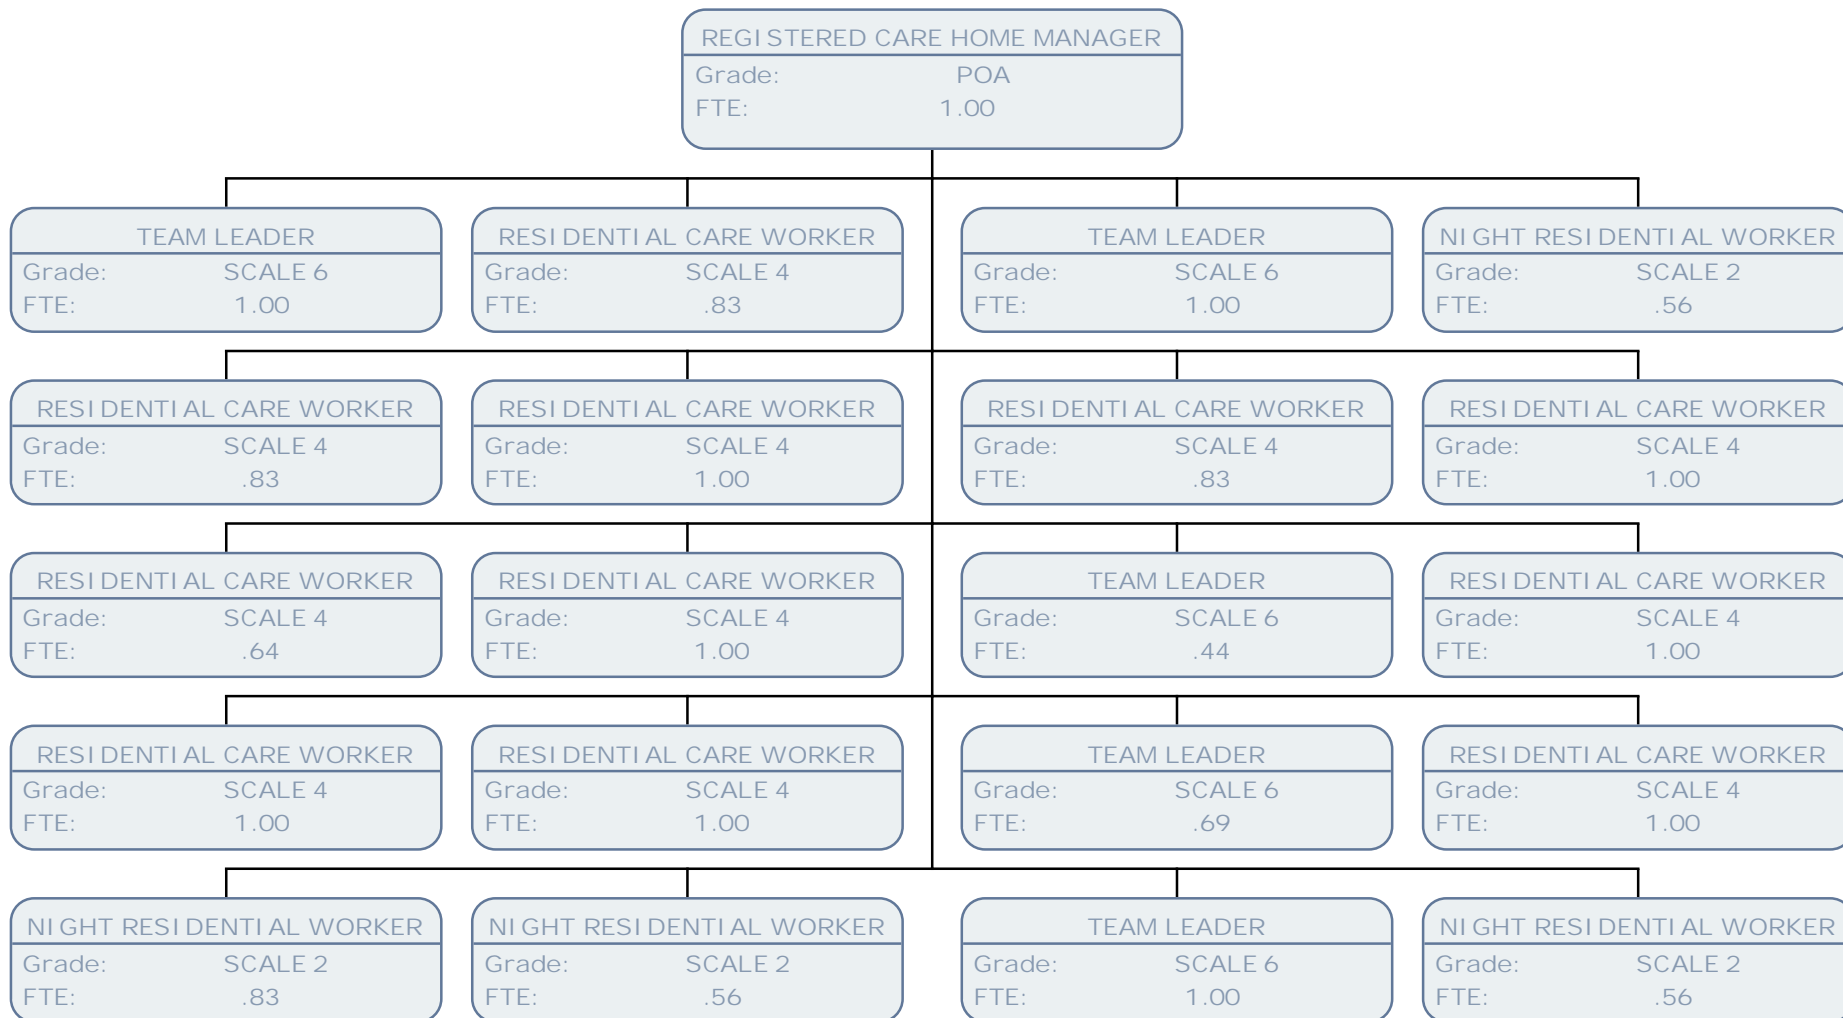 REGISTERED CARE HOME MANAGER
Grade: POA
FTE: 1.00
TEAM LEADER
Grade: SCALE 6
FTE: 1.00
RESIDENTIAL CARE WORKER
Grade: SCALE 4
FTE: .83
TEAM LEADER
Grade: SCALE 6
FTE: 1.00
NIGHT RESIDENTIAL WORKER
Grade: SCALE 2
FTE: .56
RESIDENTIAL CARE WORKER
Grade: SCALE 4
FTE: .83
RESIDENTIAL CARE WORKER
Grade: SCALE 4
FTE: 1.00
RESIDENTIAL CARE WORKER
Grade: SCALE 4
FTE: .83
RESIDENTIAL CARE WORKER
Grade: SCALE 4
FTE: 1.00
RESIDENTIAL CARE WORKER
Grade: SCALE 4
FTE: .64
RESIDENTIAL CARE WORKER
Grade: SCALE 4
FTE: 1.00
TEAM LEADER
Grade: SCALE 6
FTE: .44
RESIDENTIAL CARE WORKER
Grade: SCALE 4
FTE: 1.00
RESIDENTIAL CARE WORKER
Grade: SCALE 4
FTE: 1.00
RESIDENTIAL CARE WORKER
Grade: SCALE 4
FTE: 1.00
TEAM LEADER
Grade: SCALE 6
FTE: .69
RESIDENTIAL CARE WORKER
Grade: SCALE 4
FTE: 1.00
NIGHT RESIDENTIAL WORKER
Grade: SCALE 2
FTE: .83
NIGHT RESIDENTIAL WORKER
Grade: SCALE 2
FTE: .56
TEAM LEADER
Grade: SCALE 6
FTE: 1.00
NIGHT RESIDENTIAL WORKER
Grade: SCALE 2
FTE: .56